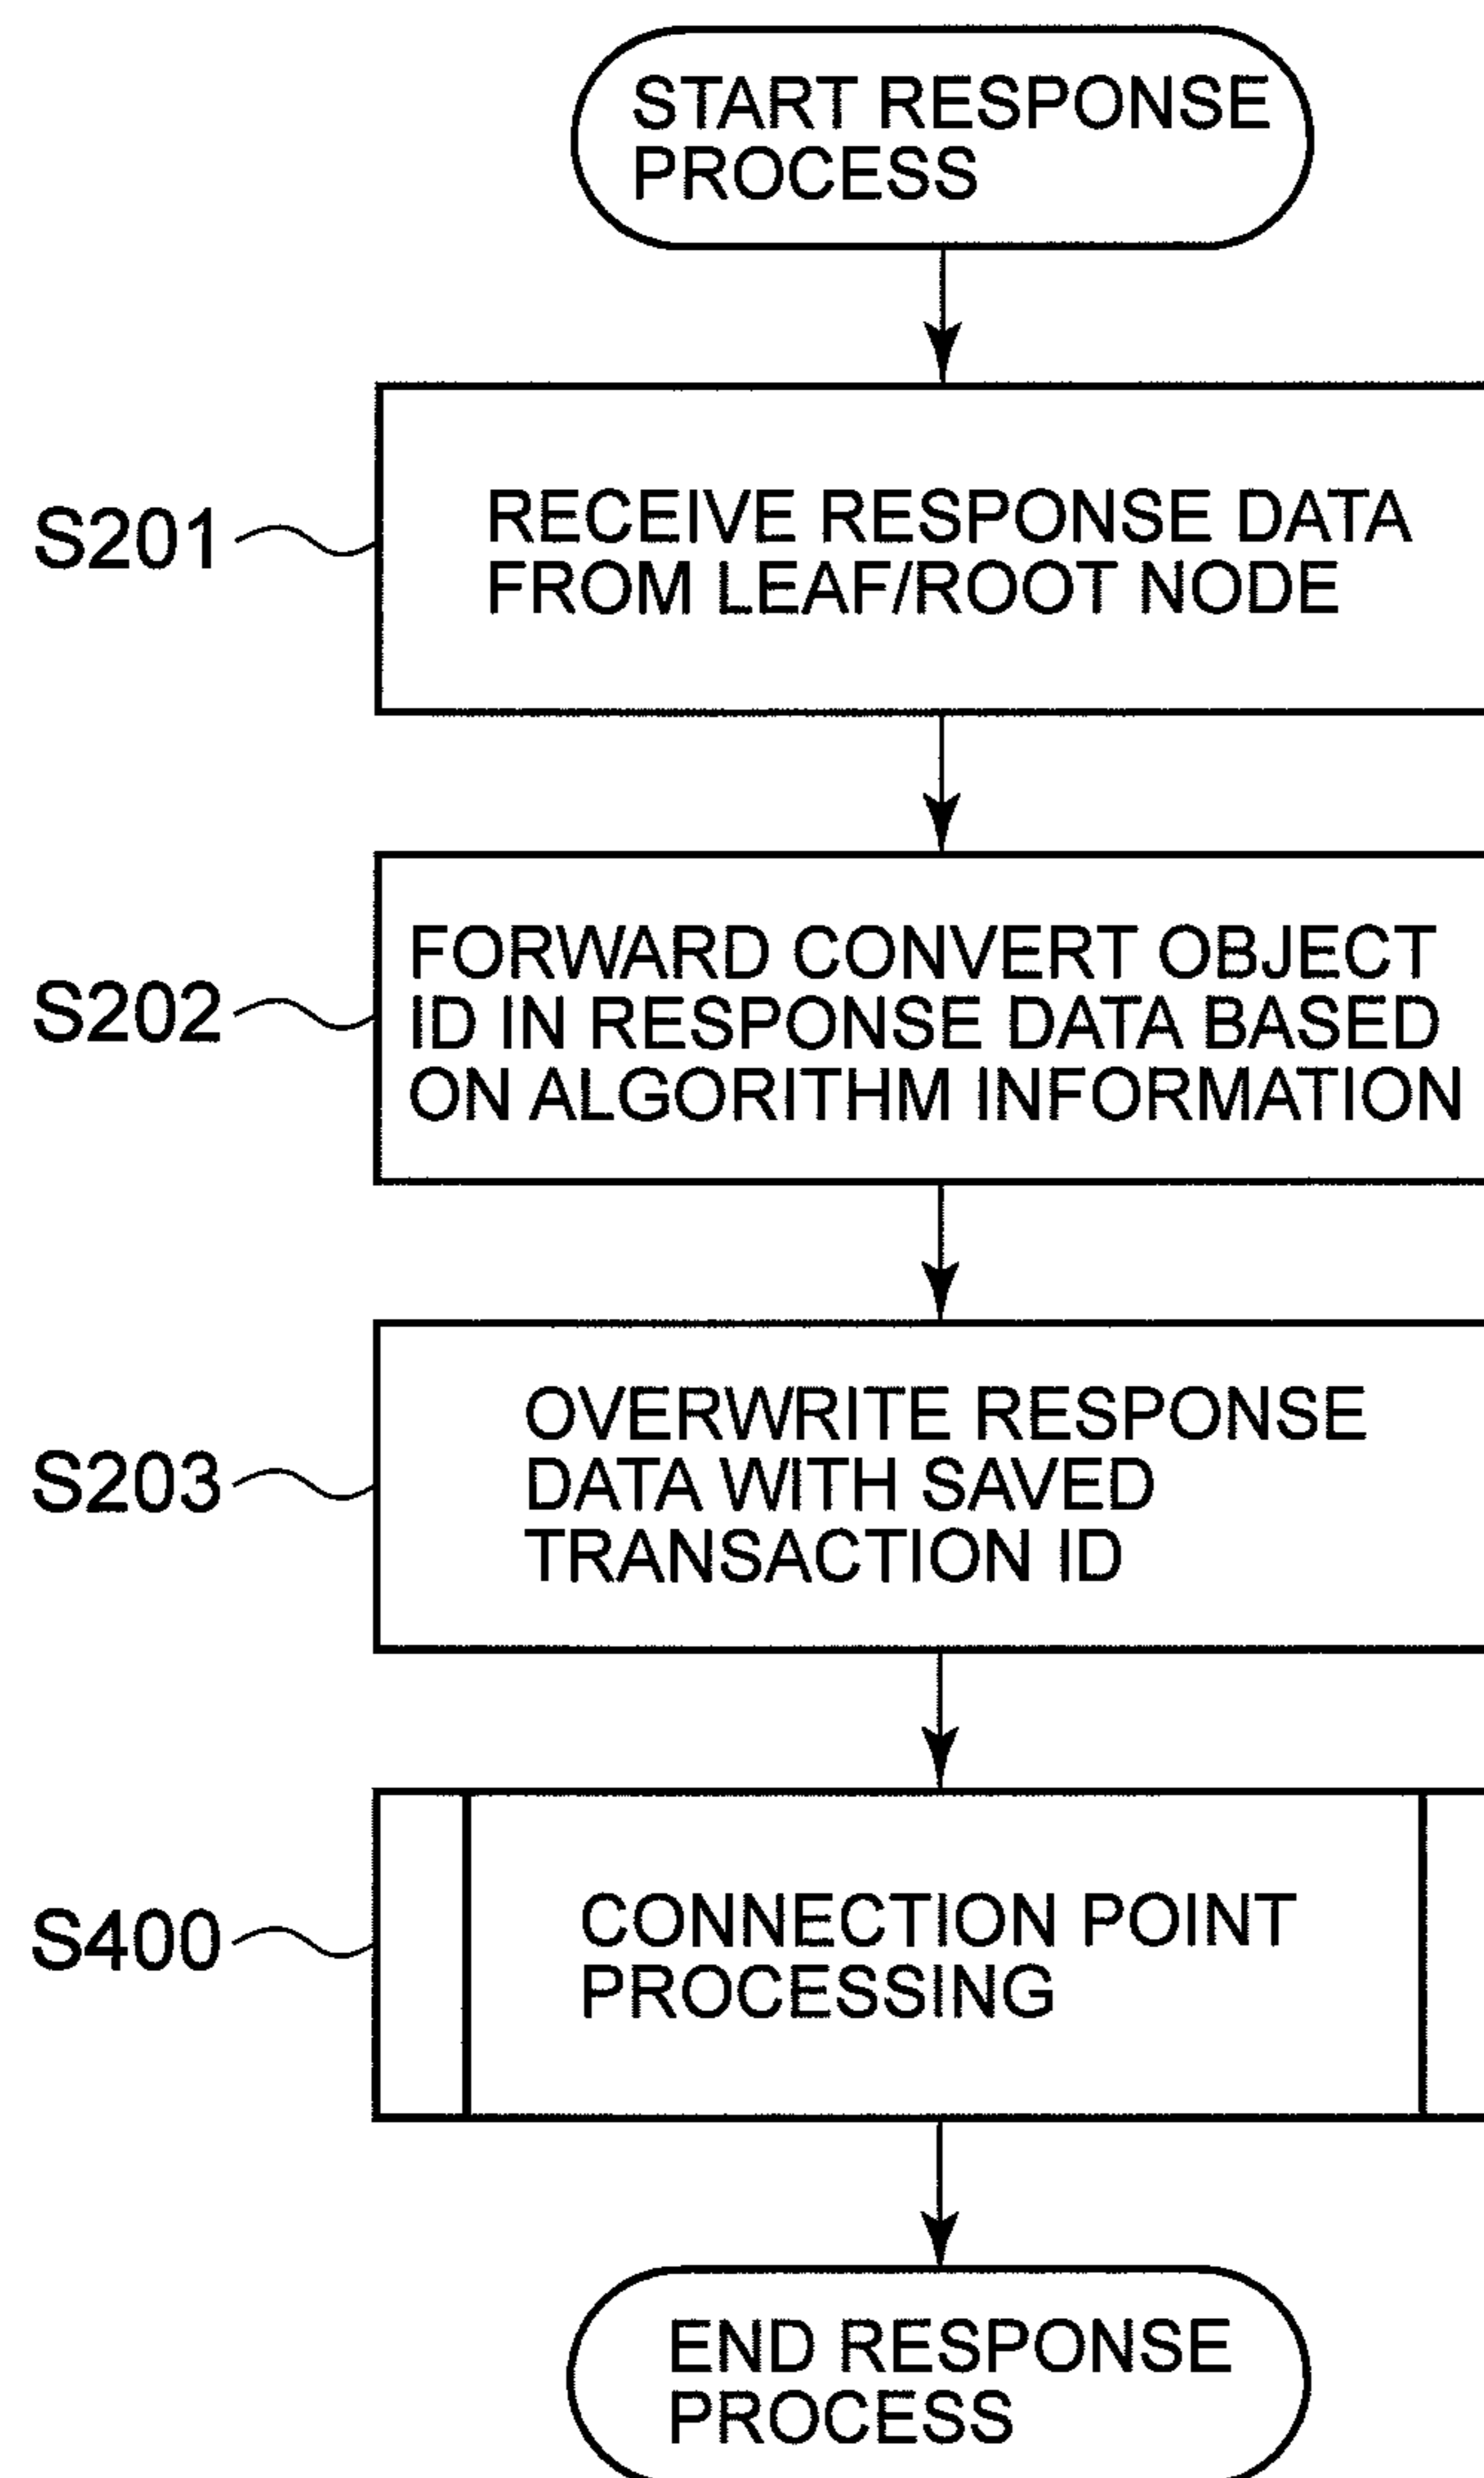 START RESPONSE
PROCESS
S201
RECEIVE RESPONSE DATA
FROM LEAF/ROOT NODE
S202
FORWARD CONVERT OBJECT
ID IN RESPONSE DATA BASED
ON ALGORITHM INFORMATION
S203
OVERWRITE RESPONSE
DATA WITH SAVED
TRANSACTION ID
S400
CONNECTION POINT
PROCESSING
END RESPONSE
PROCESS